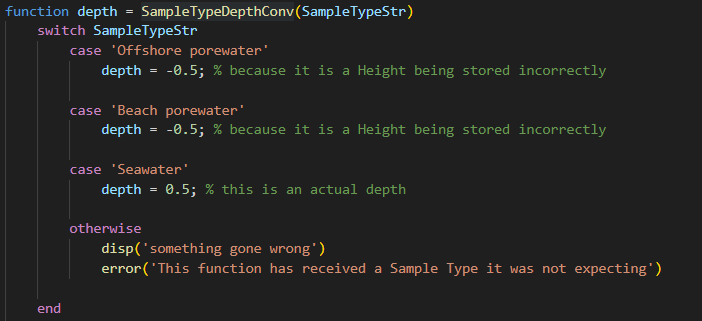 function depth = SampleTypeDepthConv(SampleTypeStr)
    switch SampleTypeStr
        case 'Offshore porewater'
            depth = -0.5; % because it is a Height being stored incorrectly
        case 'Beach porewater'
            depth = -0.5; % because it is a Height being stored incorrectly
        case 'Seawater'
            depth = 0.5; % this is an actual depth
        otherwise
            disp('something gone wrong')
            error('This function has received a Sample Type it was not expecting')
    end